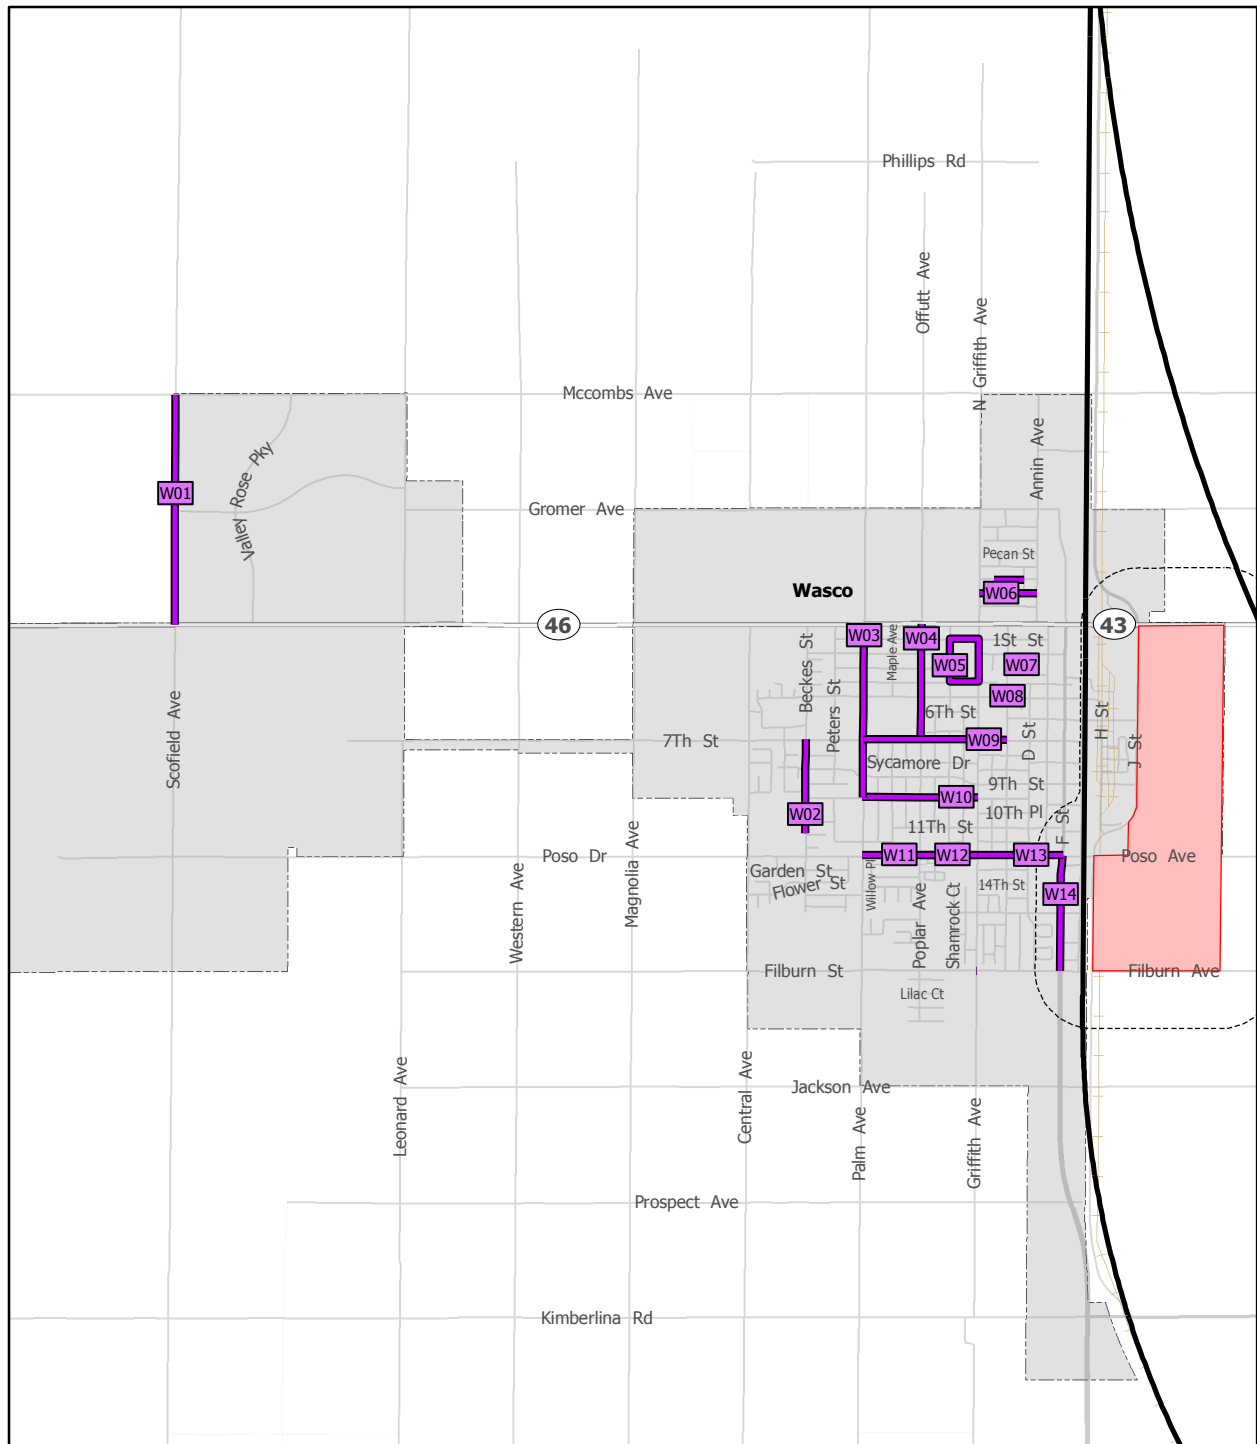 Phillips Rd
Offutt Ave
N Griffith Ave
Mccombs Ave
Annin Ave
Valley Rose Pky
W01
Gromer Ave
Pecan St
Wasco
W06
46
43
W03
W04
1St St
Maple Ave
Beckes St
W05
W07
W08
Peters St
6Th St
Scofield Ave
7Th St
W09
D St
H St
J St
Sycamore Dr
9Th St
W10
W02
10Th Pl
11Th St
F St
Magnolia Ave
Poso Dr
W11
W12
W13
Poso Ave
Garden St
Flower St
Willow Pl
14Th St
W14
Western Ave
Poplar Ave
Shamrock Ct
Filburn St
Filburn Ave
Lilac Ct
Leonard Ave
Central Ave
Jackson Ave
Palm Ave
Griffith Ave
Prospect Ave
Kimberlina Rd